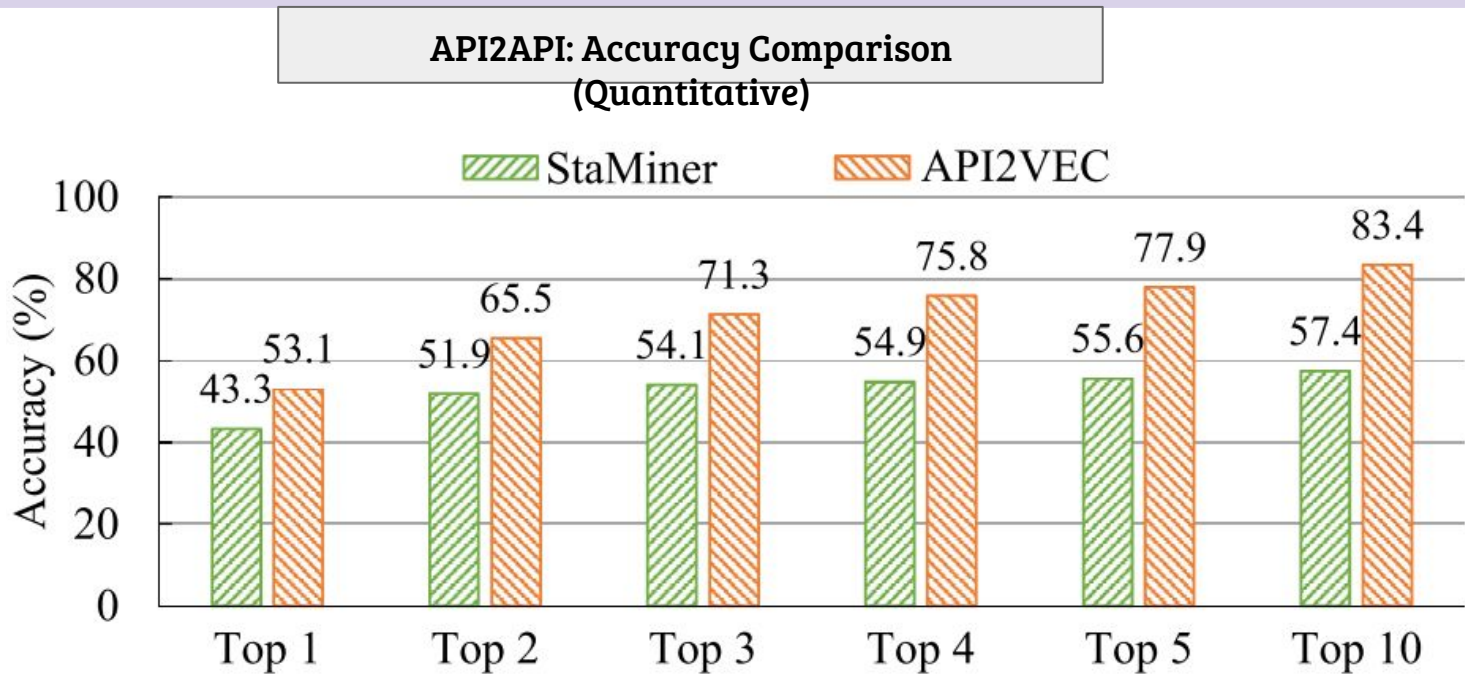 API2API: Accuracy Comparison
(Quantitative)
StaMiner API2VEC
Accuracy (%)
100
80
60
40
20
0
43.3 53.1
51.9 65.5
54.1 71.3
54.9 75.8
55.6 77.9
57.4 83.4
Top 1 Top 2 Top 3 Top 4 Top 5 Top 10